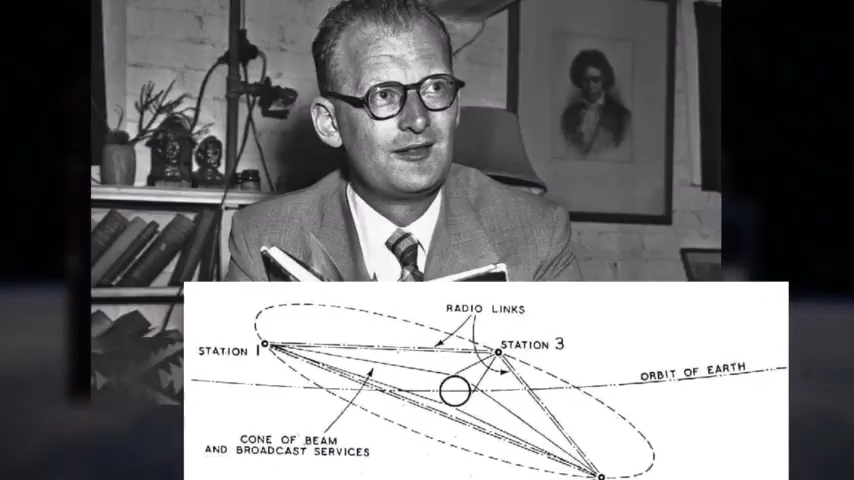 RADIO LINKS
STATION 1
STATION 3
ORBIT OF EARTH
CONE OF BEAM
AND BROADCAST SERVICES